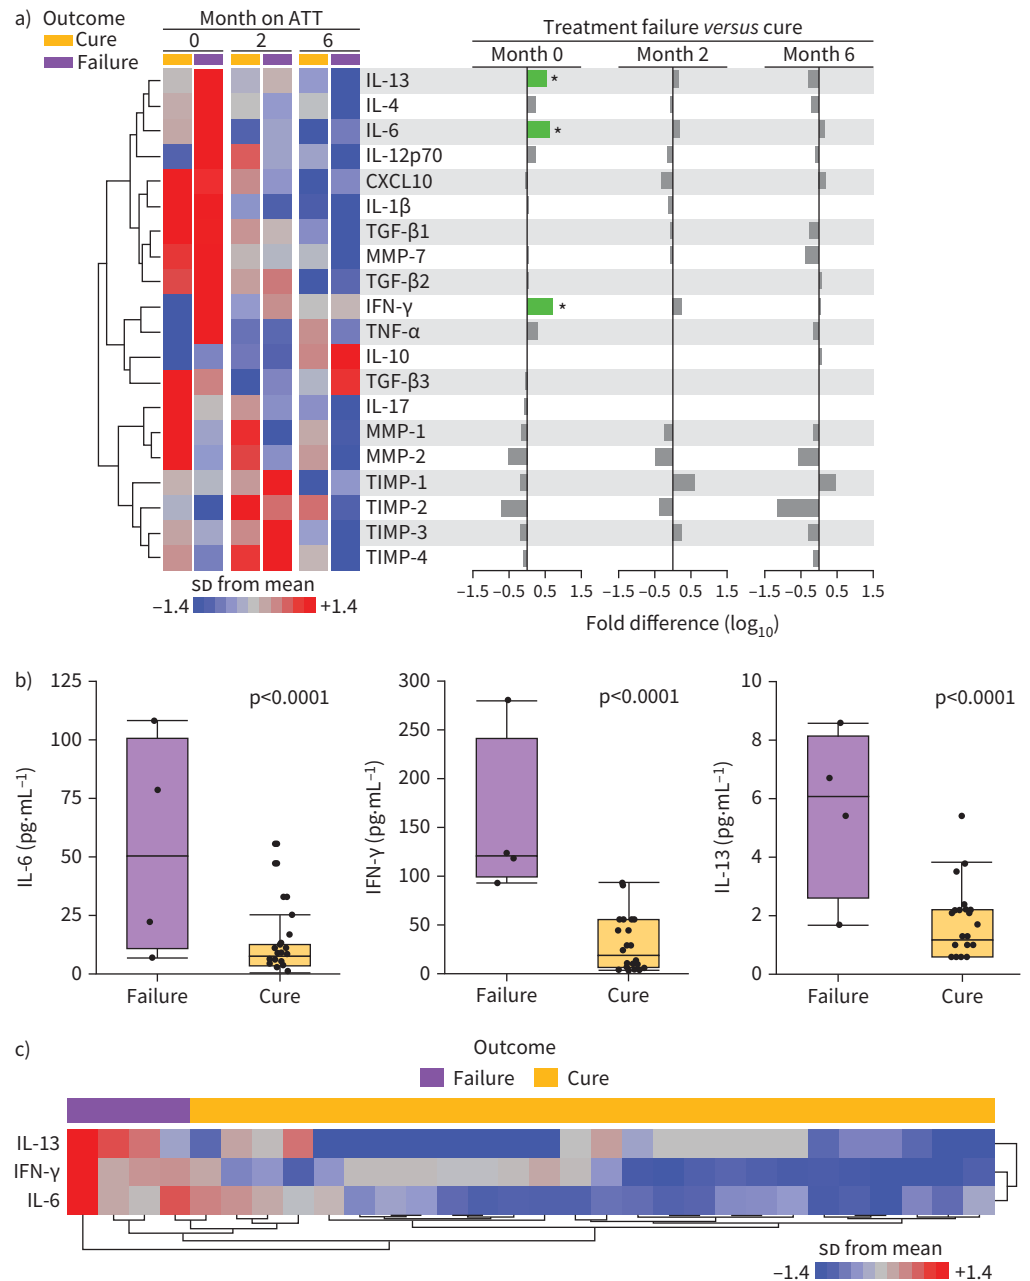 a) Outcome
Cure
Failure
Month on ATT
0 2 6
Treatment failure versus cure
Month 0 Month 2 Month 6
IL-13 *
IL-4
IL-6 *
IL-12p70
CXCL10
IL-1β
TGF-β1
MMP-7
TGF-β2
IFN-γ *
TNF-α
IL-10
TGF-β3
IL-17
MMP-1
MMP-2
TIMP-1
TIMP-2
TIMP-3
TIMP-4
SD from mean
−1.4 +1.4
−1.5 −0.5 0.5 1.5 −1.5 −0.5 0.5 1.5 −1.5 −0.5 0.5 1.5
Fold difference (log10)
b)
IL-6 (pg·mL−1)
125
100
75
50
25
0
p<0.0001
Failure Cure
IFN-γ (pg·mL−1)
300
250
200
150
100
50
0
p<0.0001
Failure Cure
IL-13 (pg·mL−1)
10
8
6
4
2
0
p<0.0001
Failure Cure
c)
Outcome
Failure Cure
IL-13
IFN-γ
IL-6
SD from mean
−1.4 +1.4